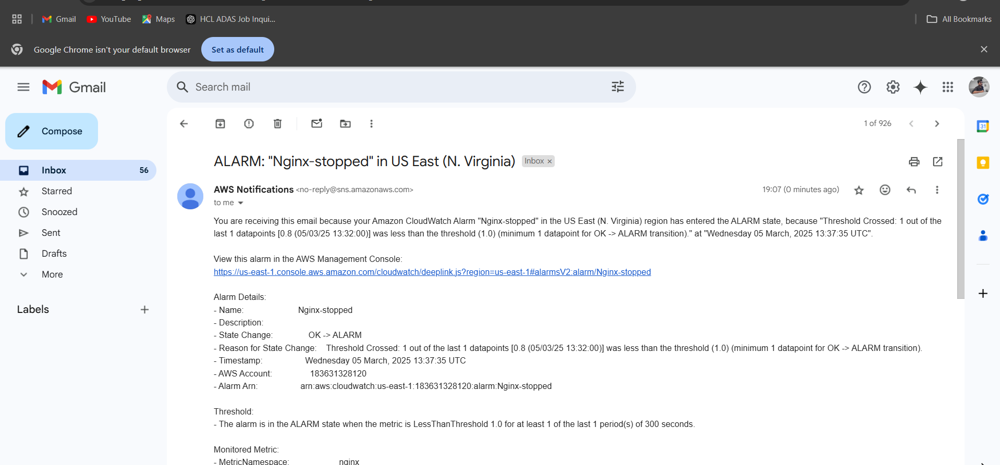 Gmail
YouTube
Maps
HCL ADAS Job Inqui...
All Bookmarks
Google Chrome isn't your default browser
Set as default
Gmail
Search mail
Compose
1 of 926
31
Inbox 56
Starred
Snoozed
Sent
Drafts
More
Labels
ALARM: "Nginx-stopped" in US East (N. Virginia) Inbox ×
AWS Notifications <no-reply@sns.amazonaws.com> 19:07 (0 minutes ago)
to me
You are receiving this email because your Amazon CloudWatch Alarm "Nginx-stopped" in the US East (N. Virginia) region has entered the ALARM state, because "Threshold Crossed: 1 out of the
last 1 datapoints [0.8 (05/03/25 13:32:00)] was less than the threshold (1.0) (minimum 1 datapoint for OK -> ALARM transition)." at "Wednesday 05 March, 2025 13:37:35 UTC".
View this alarm in the AWS Management Console:
https://us-east-1.console.aws.amazon.com/cloudwatch/deeplink.js?region=us-east-1#alarmsV2:alarm/Nginx-stopped
Alarm Details:
- Name: Nginx-stopped
- Description:
- State Change: OK -> ALARM
- Reason for State Change: Threshold Crossed: 1 out of the last 1 datapoints [0.8 (05/03/25 13:32:00)] was less than the threshold (1.0) (minimum 1 datapoint for OK -> ALARM transition).
- Timestamp: Wednesday 05 March, 2025 13:37:35 UTC
- AWS Account: 183631328120
- Alarm Arn: arn:aws:cloudwatch:us-east-1:183631328120:alarm:Nginx-stopped
Threshold:
- The alarm is in the ALARM state when the metric is LessThanThreshold 1.0 for at least 1 of the last 1 period(s) of 300 seconds.
Monitored Metric:
- MetricNamespace: nginx